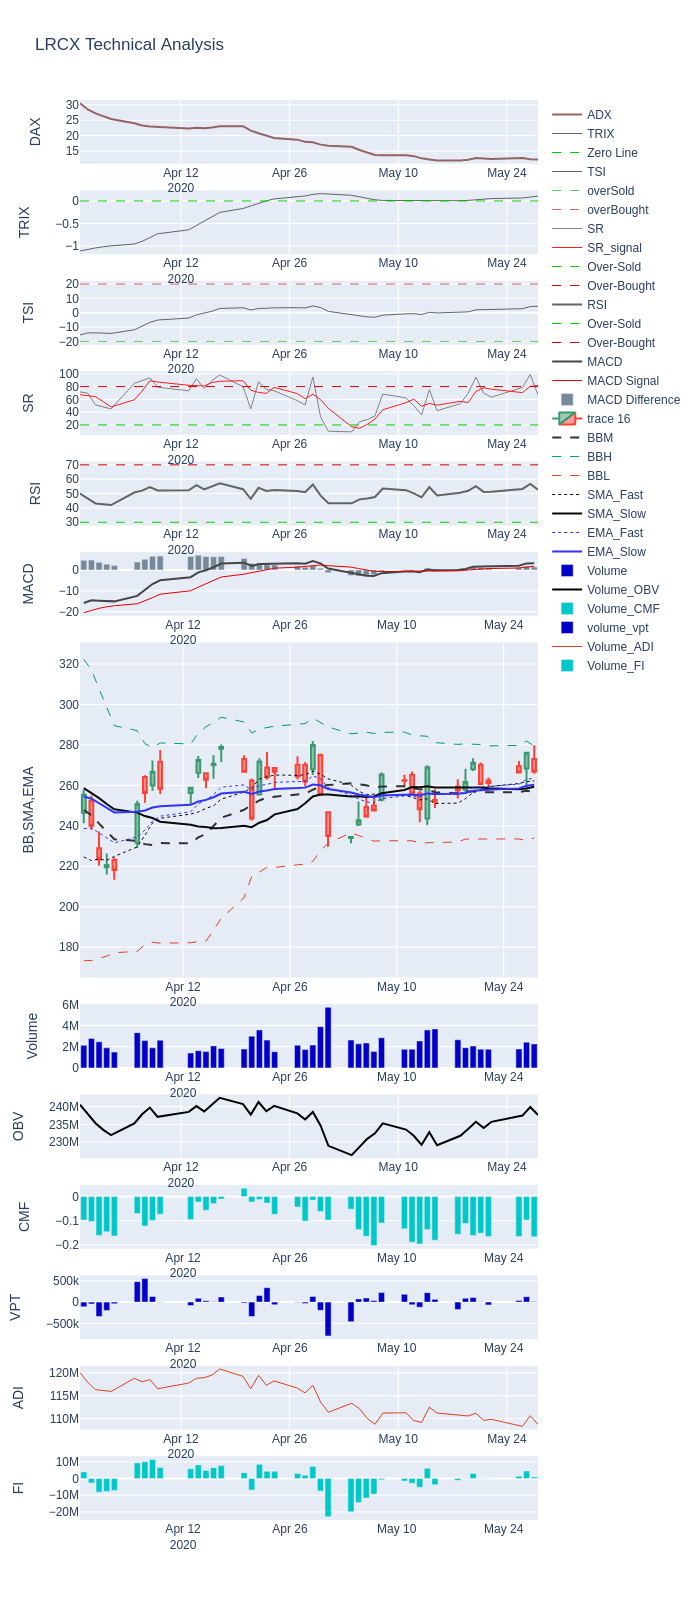 LRCX Technical Analysis
DAX
30
25
20
15
Apr 12
2020
Apr 26
May 10
May 24
TRIX
0
−0.5
−1
Apr 12
2020
Apr 26
May 10
May 24
TSI
20
10
0
−10
−20
Apr 12
2020
Apr 26
May 10
May 24
SR
100
80
60
40
20
Apr 12
2020
Apr 26
May 10
May 24
RSI
70
60
50
40
30
Apr 12
2020
Apr 26
May 10
May 24
MACD
0
−10
−20
Apr 12
2020
Apr 26
May 10
May 24
BB,SMA,EMA
320
300
280
260
240
220
200
180
Apr 12
2020
Apr 26
May 10
May 24
Volume
6M
4M
2M
0
Apr 12
2020
Apr 26
May 10
May 24
OBV
240M
235M
230M
Apr 12
2020
Apr 26
May 10
May 24
CMF
0
−0.1
−0.2
Apr 12
2020
Apr 26
May 10
May 24
VPT
500k
0
−500k
Apr 12
2020
Apr 26
May 10
May 24
ADI
120M
115M
110M
Apr 12
2020
Apr 26
May 10
May 24
FI
10M
0
−10M
−20M
Apr 12
2020
Apr 26
May 10
May 24
ADX
TRIX
Zero Line
TSI
overSold
overBought
SR
SR_signal
Over-Sold
Over-Bought
RSI
Over-Sold
Over-Bought
MACD
MACD Signal
MACD Difference
trace 16
BBM
BBH
BBL
SMA_Fast
SMA_Slow
EMA_Fast
EMA_Slow
Volume
Volume_OBV
Volume_CMF
volume_vpt
Volume_ADI
Volume_FI